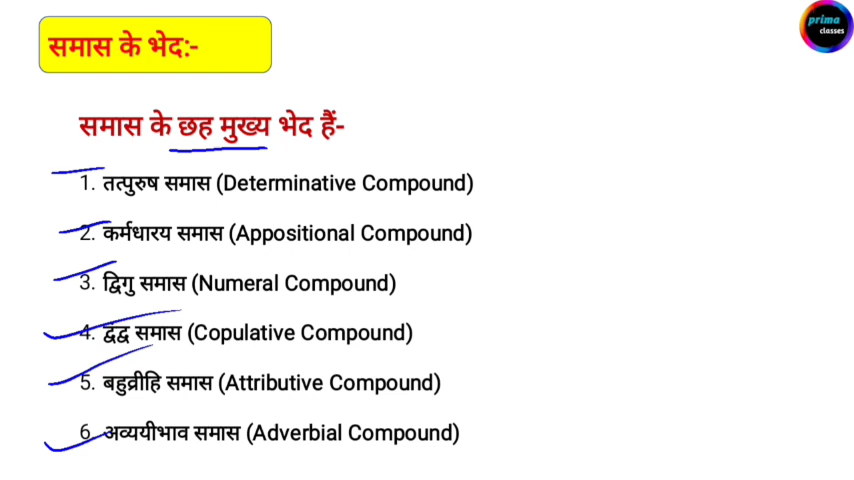 समास के भेद:-
prima
classes
समास के छह मुख्य भेद हैं-
1. तत्पुरुष समास (Determinative Compound)
2. कर्मधारय समास (Appositional Compound)
3. द्विगु समास (Numeral Compound)
4. द्वंद्व समास (Copulative Compound)
5. बहुव्रीहि समास (Attributive Compound)
6. अव्ययीभाव समास (Adverbial Compound)